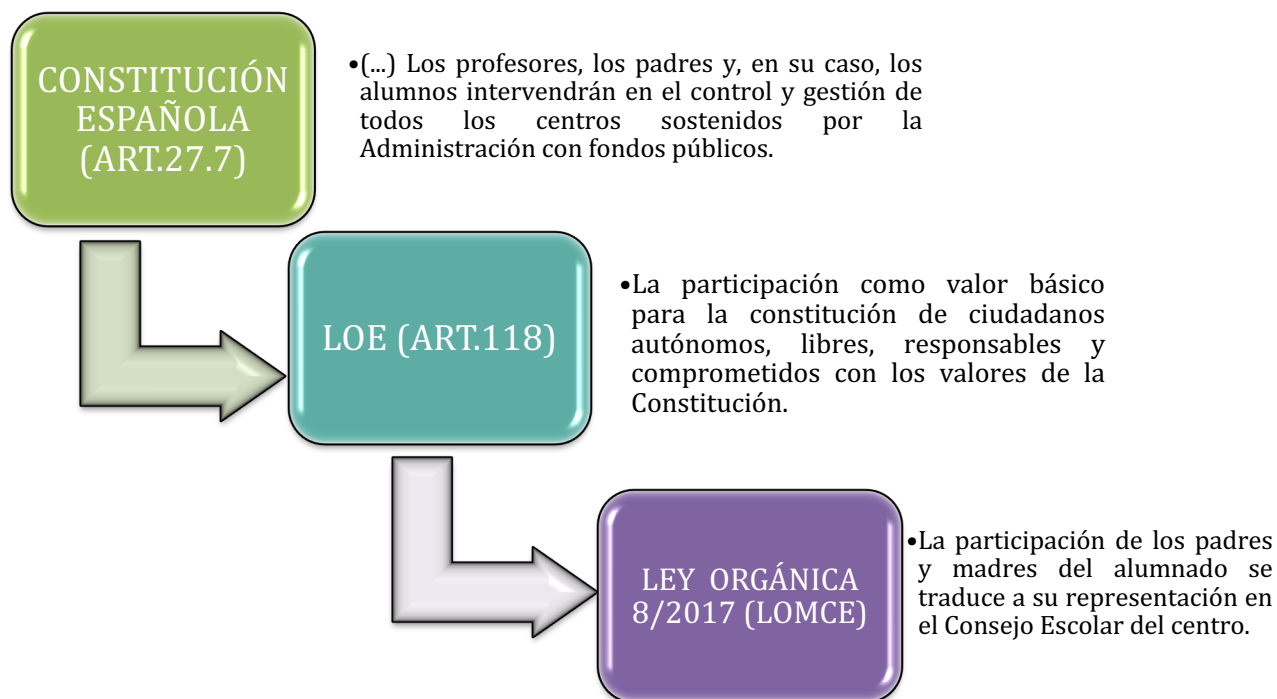 CONSTITUCIÓN
ESPAÑOLA
(ART.27.7)
•(...) Los profesores, los padres y, en su caso, los
alumnos intervendrán en el control y gestión de
todos los centros sostenidos por la
Administración con fondos públicos.
LOE (ART.118)
•La participación como valor básico
para la constitución de ciudadanos
autónomos, libres, responsables y
comprometidos con los valores de la
Constitución.
LEY ORGÁNICA
8/2017 (LOMCE)
•La participación de los padres
y madres del alumnado se
traduce a su representación en
el Consejo Escolar del centro.